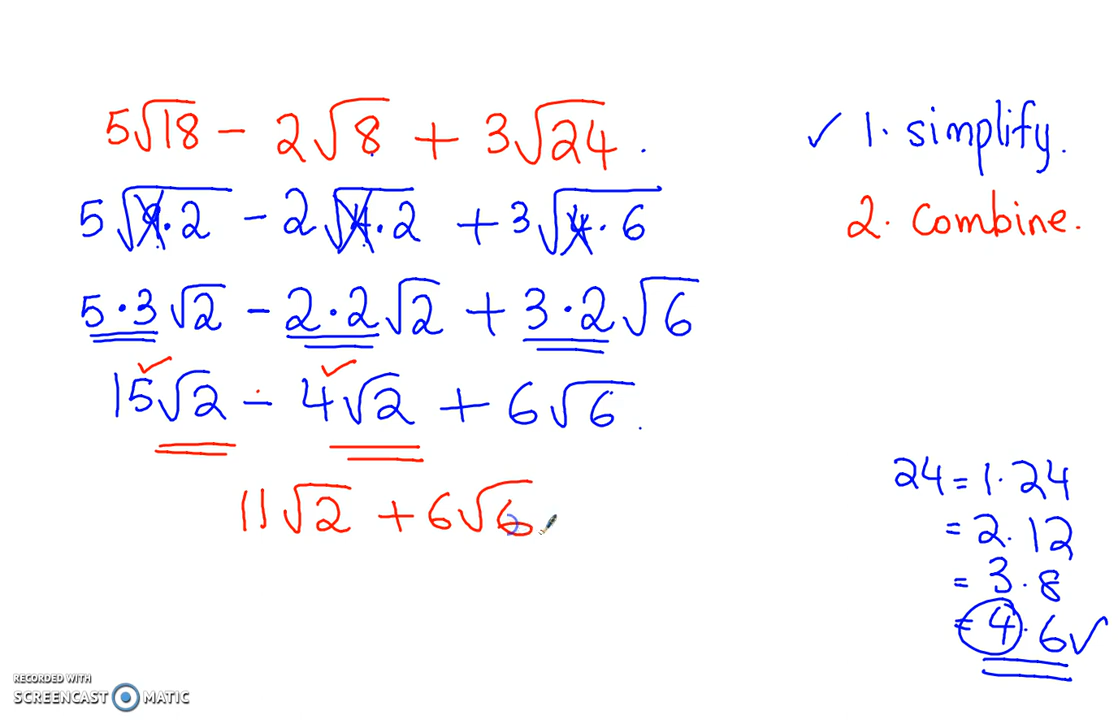 5√18 - 2√8 + 3√24.
5√9·2 - 2√4·2 + 3√4·6
5·3√2 - 2·2√2 + 3·2√6
15√2 - 4√2 + 6√6.
11√2 + 6√6
✓ 1. simplify.
2. combine.
24 = 1·24
= 2·12
= 3·8
= 4·6✓
RECORDED WITH
SCREENCAST MATIC